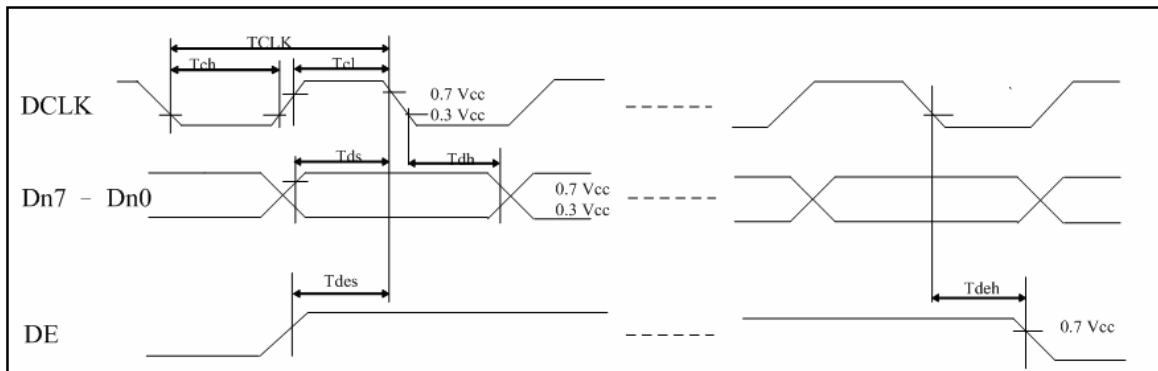 TCLK
Tch
Tcl
DCLK
0.7 Vcc
0.3 Vcc
Tds
Tdh
Dn7 – Dn0
0.7 Vcc
0.3 Vcc
Tdes
Tdeh
DE
0.7 Vcc